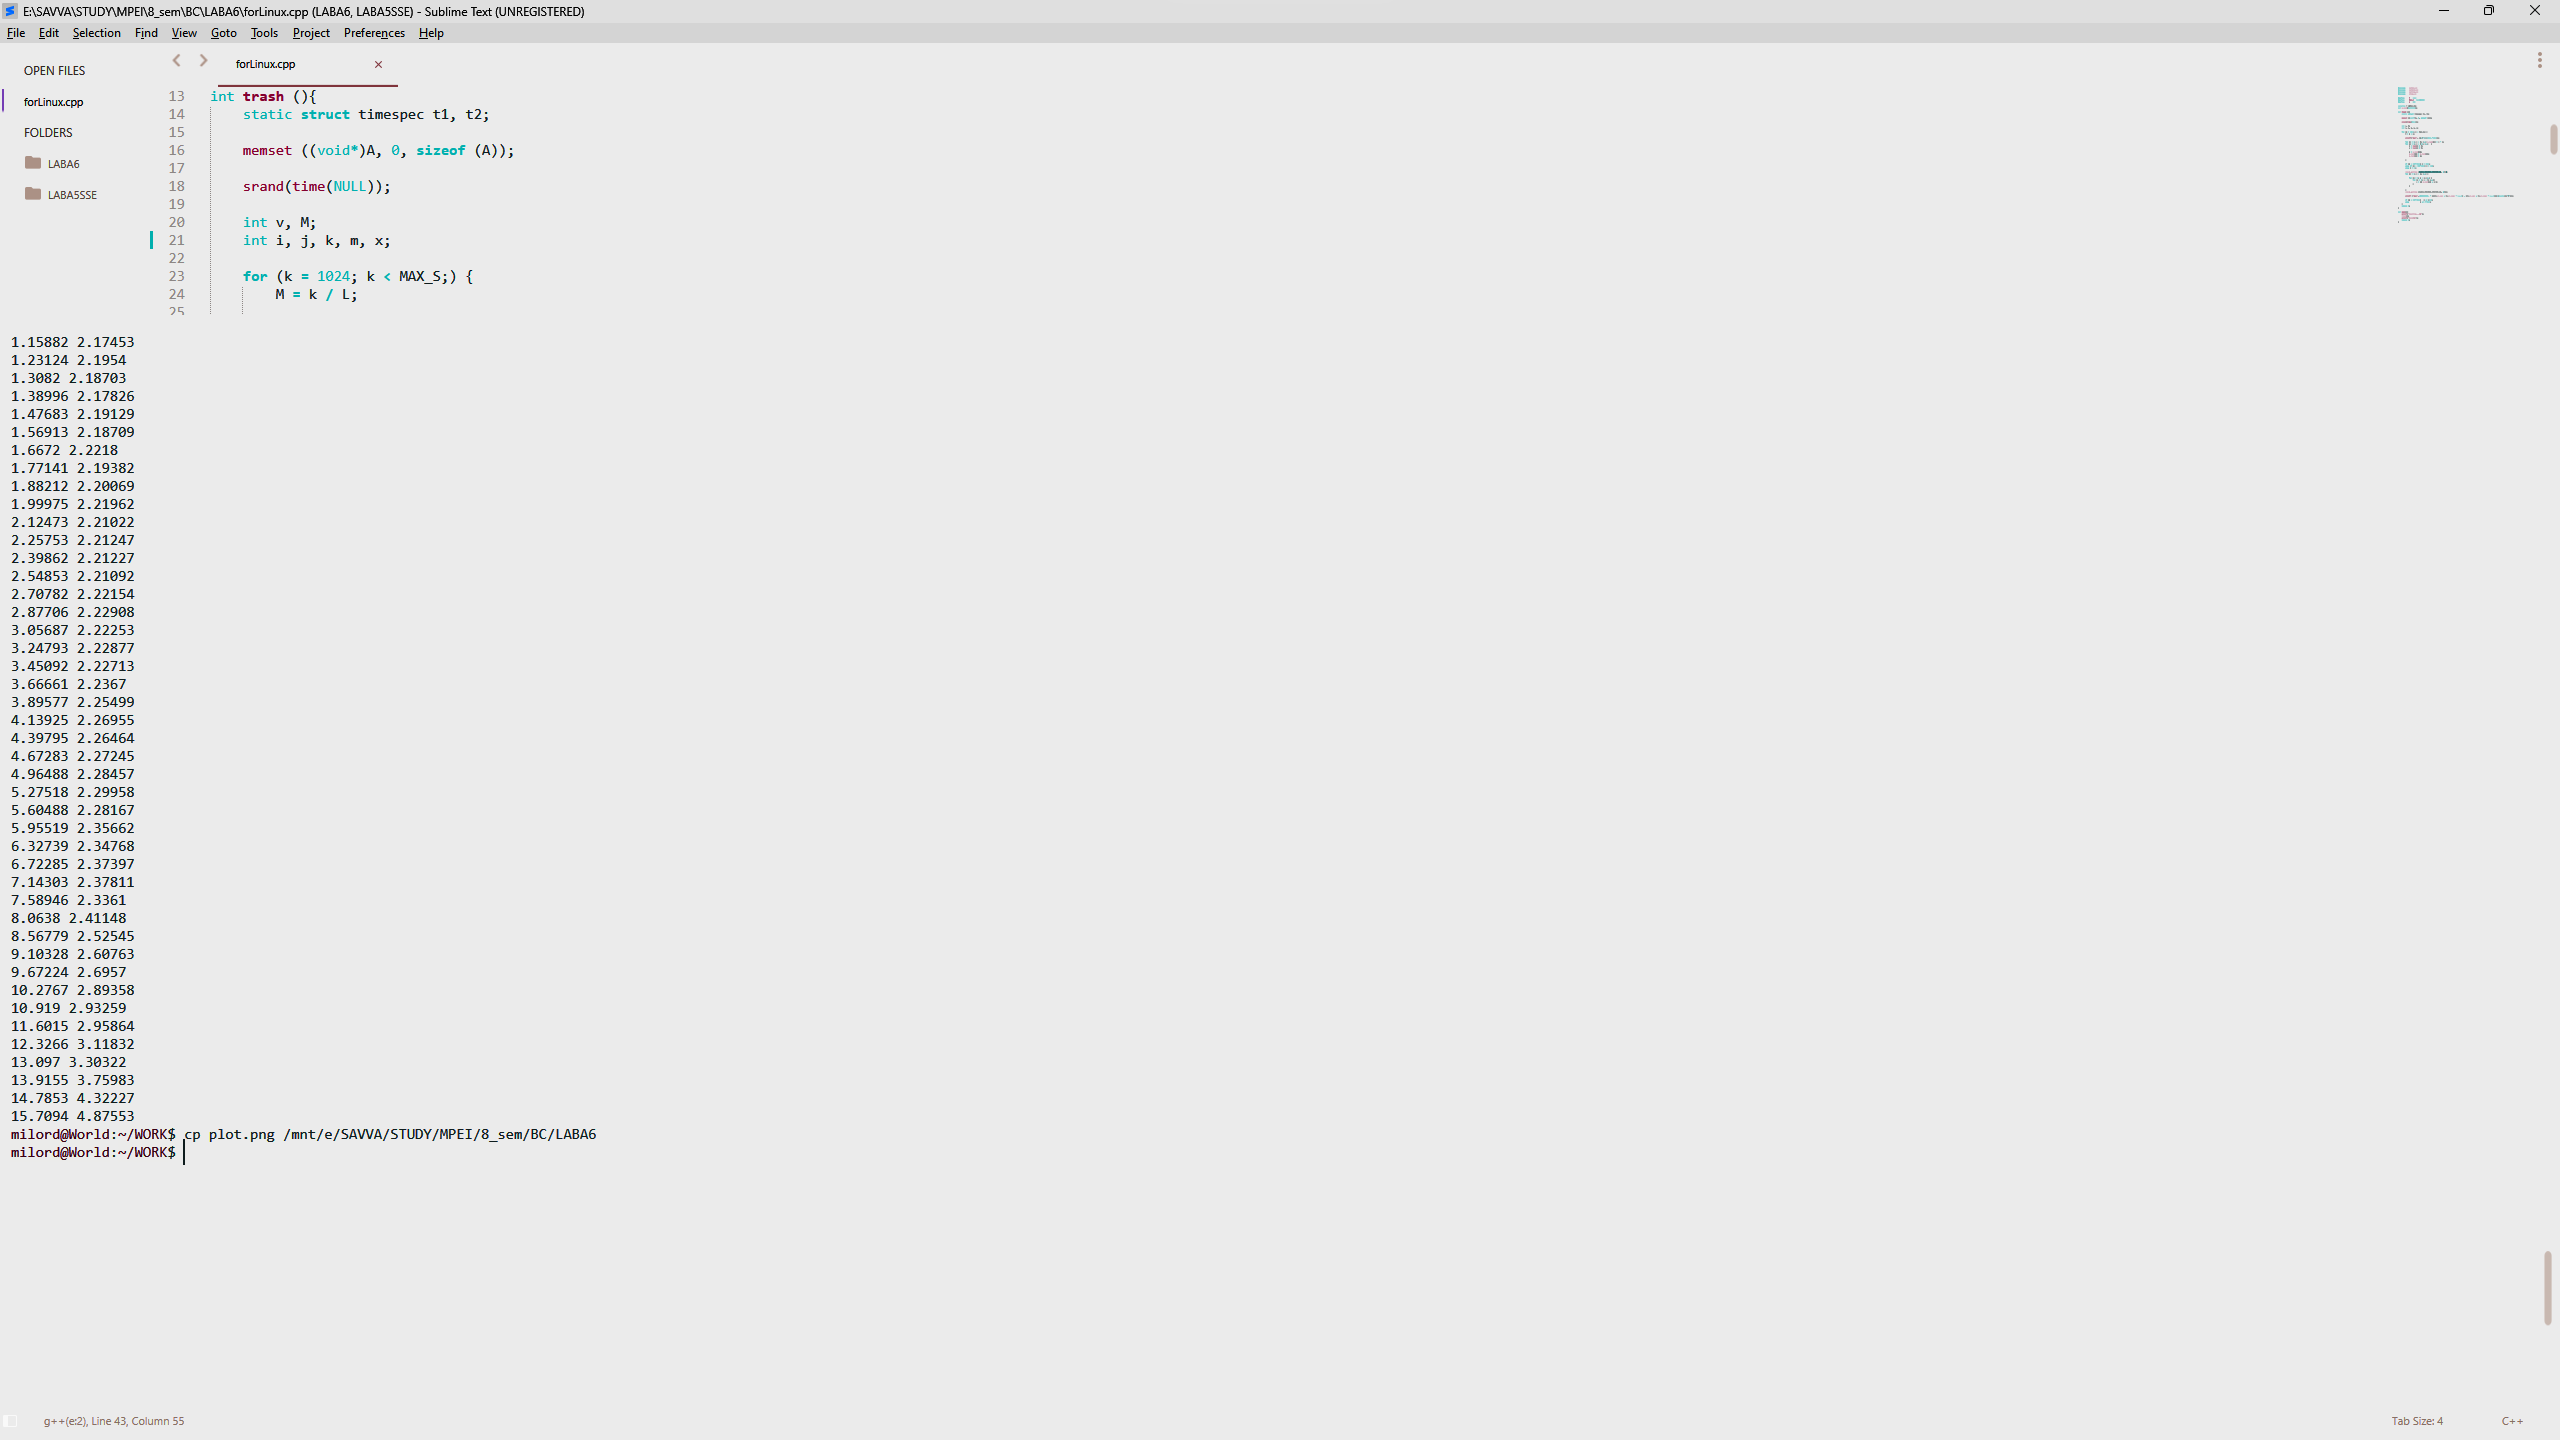 E:\SAVVA\STUDY\MPEI\8_sem\BC\LABA6\forLinux.cpp (LABA6, LABA5SSE) - Sublime Text (UNREGISTERED)
File Edit Selection Find View Goto Tools Project Preferences Help
OPEN FILES
forLinux.cpp
FOLDERS
LABA6
LABA5SSE
forLinux.cpp
13 int trash (){
14 static struct timespec t1, t2;
15
16 memset ((void*)A, 0, sizeof (A));
17
18 srand(time(NULL));
19
20 int v, M;
21 int i, j, k, m, x;
22
23 for (k = 1024; k < MAX_S;) {
24 M = k / L;
25
1.15882 2.17453
1.23124 2.1954
1.3082 2.18703
1.38996 2.17826
1.47683 2.19129
1.56913 2.18709
1.6672 2.2218
1.77141 2.19382
1.88212 2.20069
1.99975 2.21962
2.12473 2.21022
2.25753 2.21247
2.39862 2.21227
2.54853 2.21092
2.70782 2.22154
2.87706 2.22908
3.05687 2.22253
3.24793 2.22877
3.45092 2.22713
3.66661 2.2367
3.89577 2.25499
4.13925 2.26955
4.39795 2.26464
4.67283 2.27245
4.96488 2.28457
5.27518 2.29958
5.60488 2.28167
5.95519 2.35662
6.32739 2.34768
6.72285 2.37397
7.14303 2.37811
7.58946 2.3361
8.0638 2.41148
8.56779 2.52545
9.10328 2.60763
9.67224 2.6957
10.2767 2.89358
10.919 2.93259
11.6015 2.95864
12.3266 3.11832
13.097 3.30322
13.9155 3.75983
14.7853 4.32227
15.7094 4.87553
milord@World:~/WORK$ cp plot.png /mnt/e/SAVVA/STUDY/MPEI/8_sem/BC/LABA6
milord@World:~/WORK$
g++(e:2), Line 43, Column 55
Tab Size: 4
C++